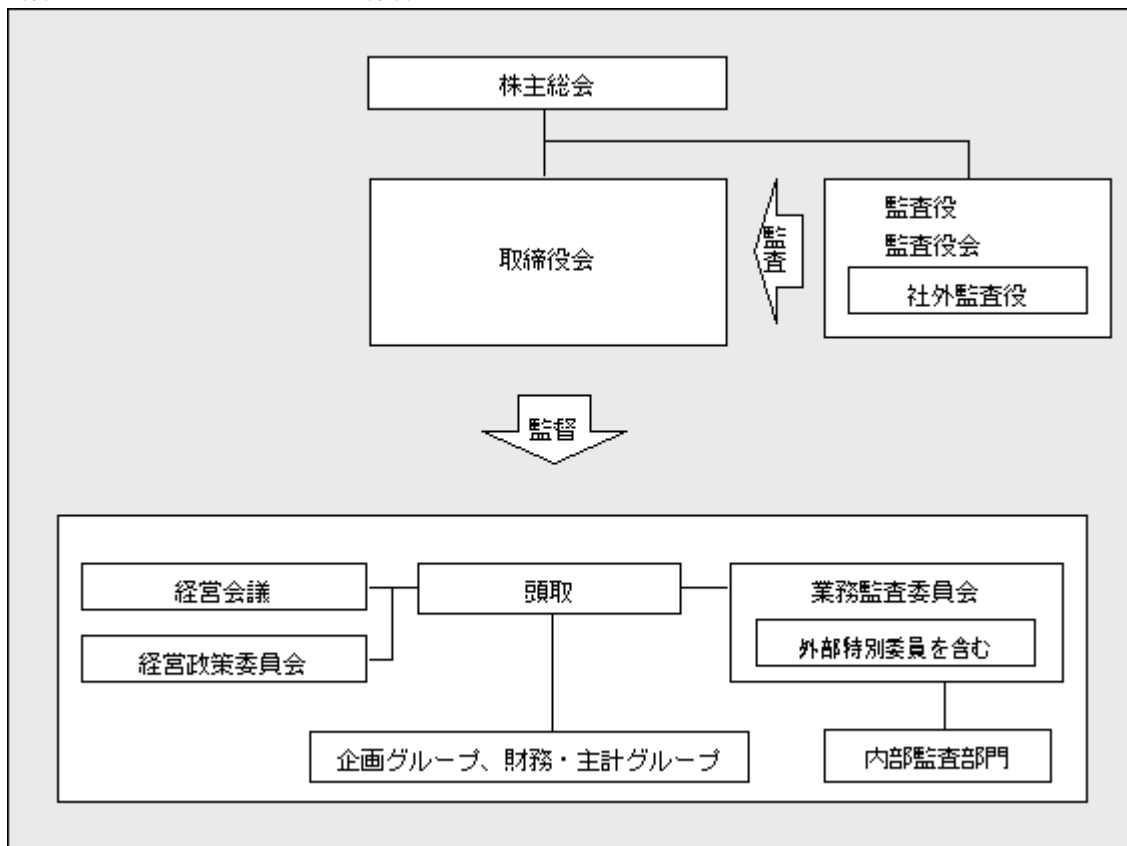 株主総会
取締役会
監査
監査役
監査役会
社外監査役
監督
経営会議
頭取
業務監査委員会
外部特別委員を含む
経営政策委員会
企画グループ、財務・主計グループ
内部監査部門